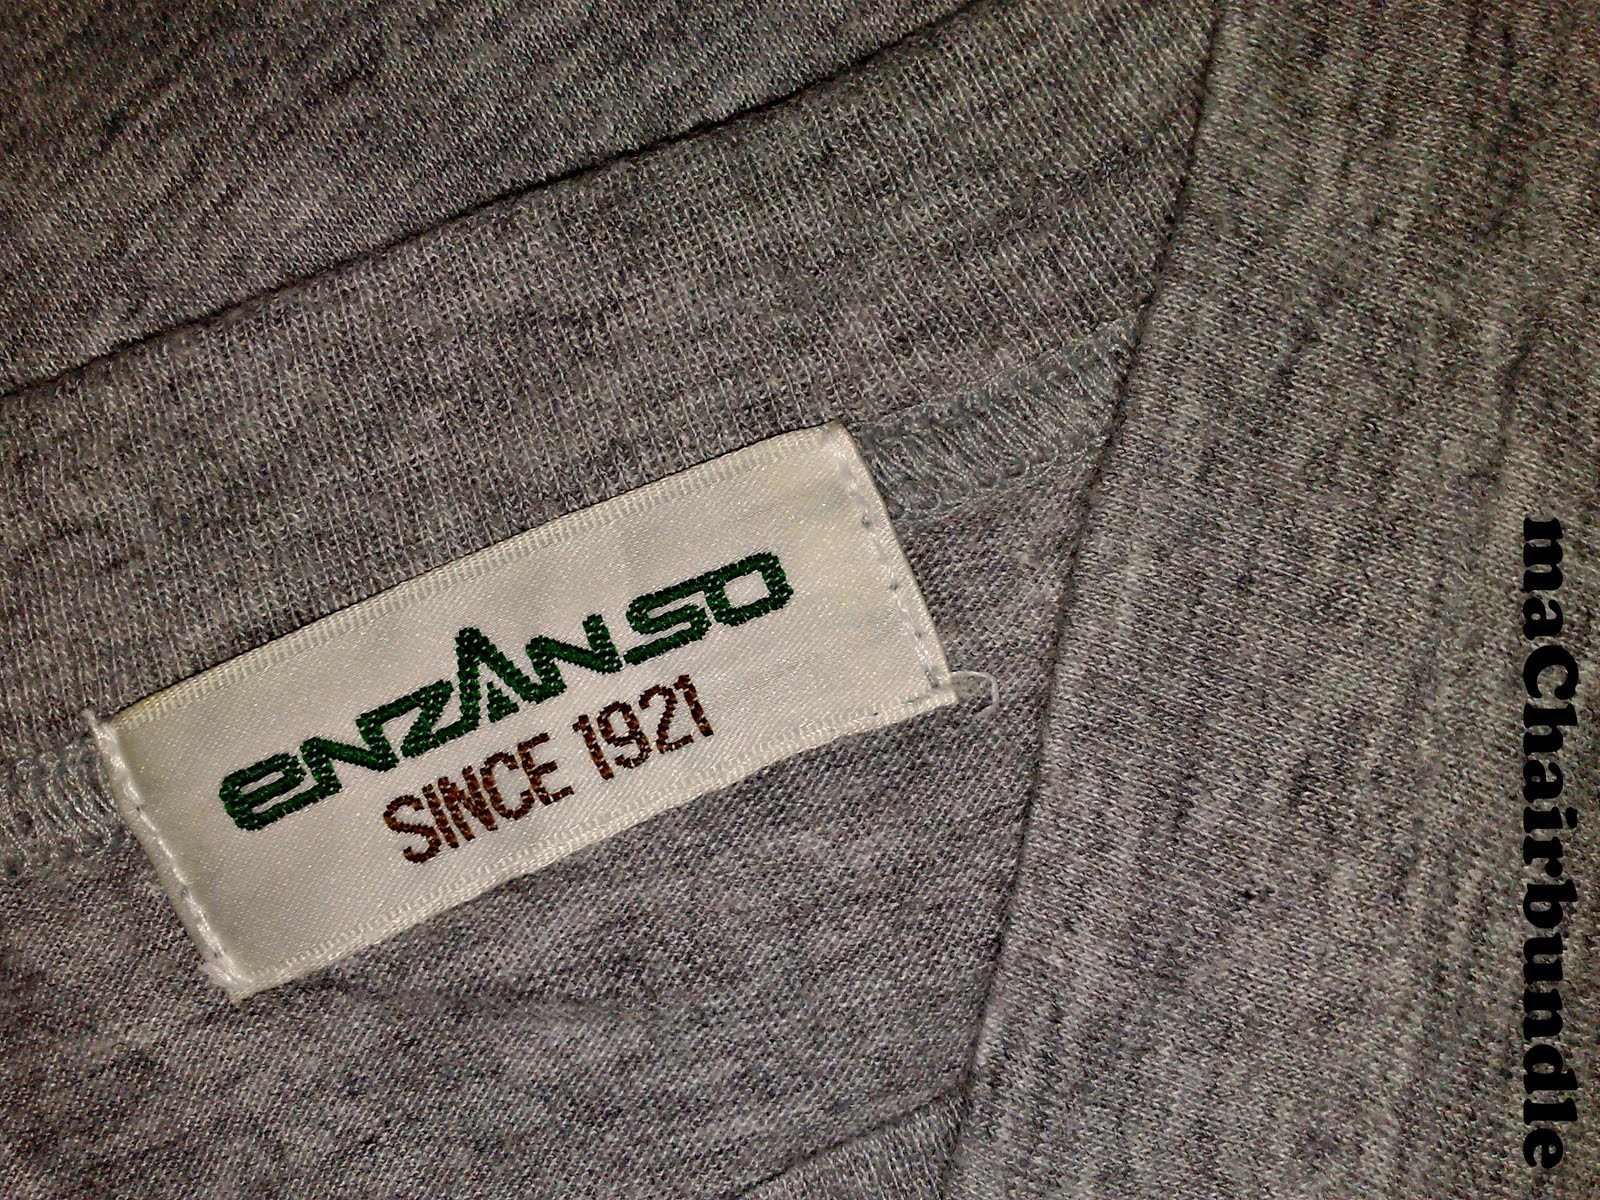 enzanso
SINCE 1921
maChairbundle